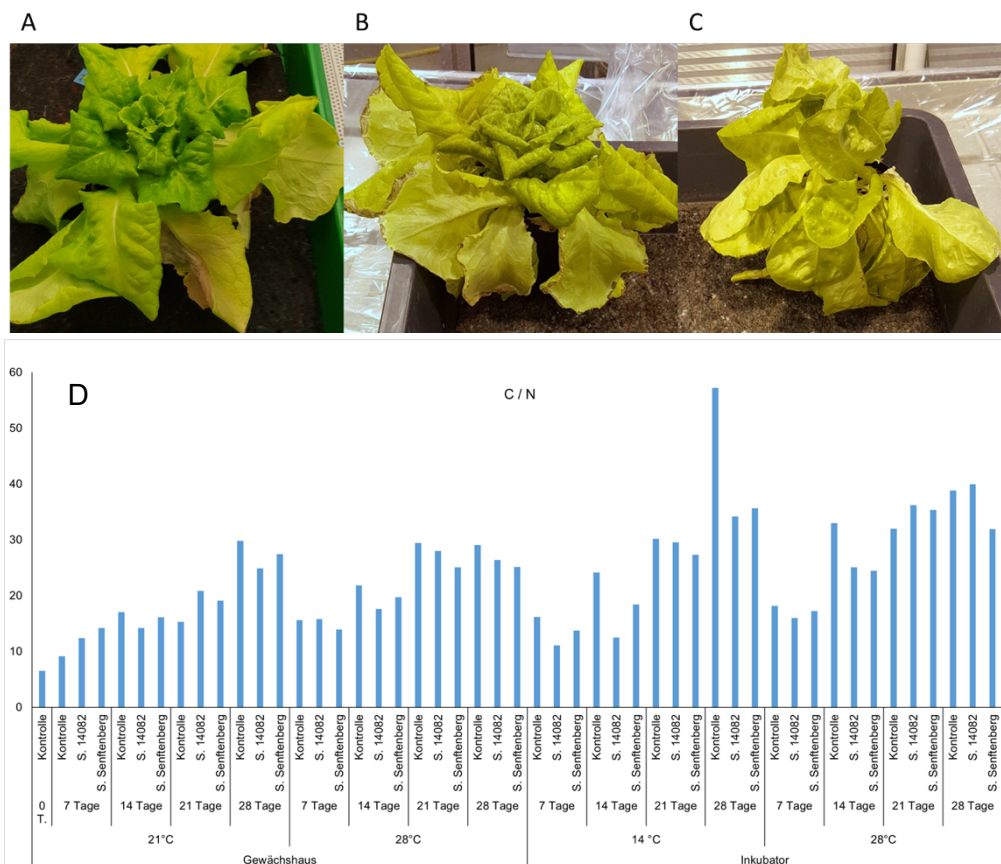 A B C
D
C / N
60
50
40
30
20
10
0
Kontrolle Kontrolle S. 14082 S. Senftenberg Kontrolle S. 14082 S. Senftenberg Kontrolle S. 14082 S. Senftenberg Kontrolle S. 14082 S. Senftenberg Kontrolle S. 14082 S. Senftenberg Kontrolle S. 14082 S. Senftenberg Kontrolle S. 14082 S. Senftenberg Kontrolle S. 14082 S. Senftenberg Kontrolle S. 14082 S. Senftenberg Kontrolle S. 14082 S. Senftenberg Kontrolle S. 14082 S. Senftenberg Kontrolle S. 14082 S. Senftenberg Kontrolle S. 14082 S. Senftenberg Kontrolle S. 14082 S. Senftenberg Kontrolle S. 14082 S. Senftenberg Kontrolle S. 14082 S. Senftenberg
0 7 Tage 14 Tage 21 Tage 28 Tage 7 Tage 14 Tage 21 Tage 28 Tage 7 Tage 14 Tage 21 Tage 28 Tage 7 Tage 14 Tage 21 Tage 28 Tage
T.
21°C 28°C 14 °C 28°C
Gewächshaus Inkubator